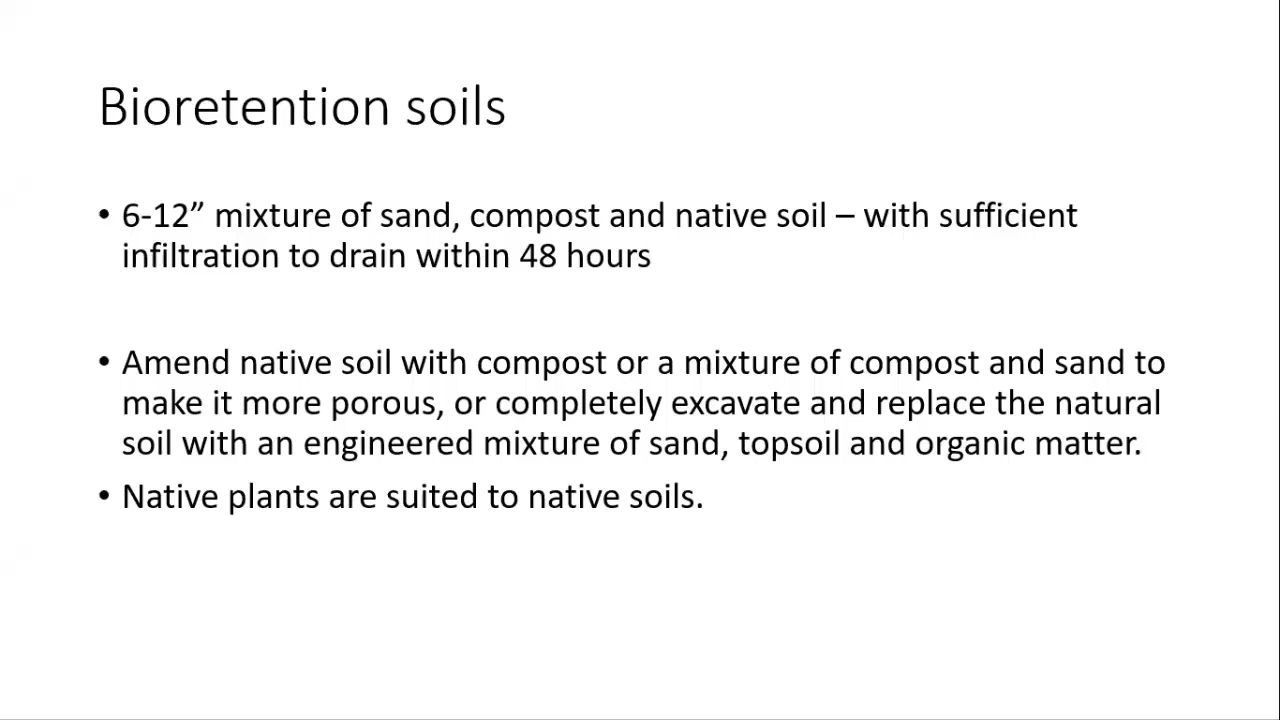 Bioretention soils
• 6-12” mixture of sand, compost and native soil – with sufficient
infiltration to drain within 48 hours
• Amend native soil with compost or a mixture of compost and sand to
make it more porous, or completely excavate and replace the natural
soil with an engineered mixture of sand, topsoil and organic matter.
• Native plants are suited to native soils.